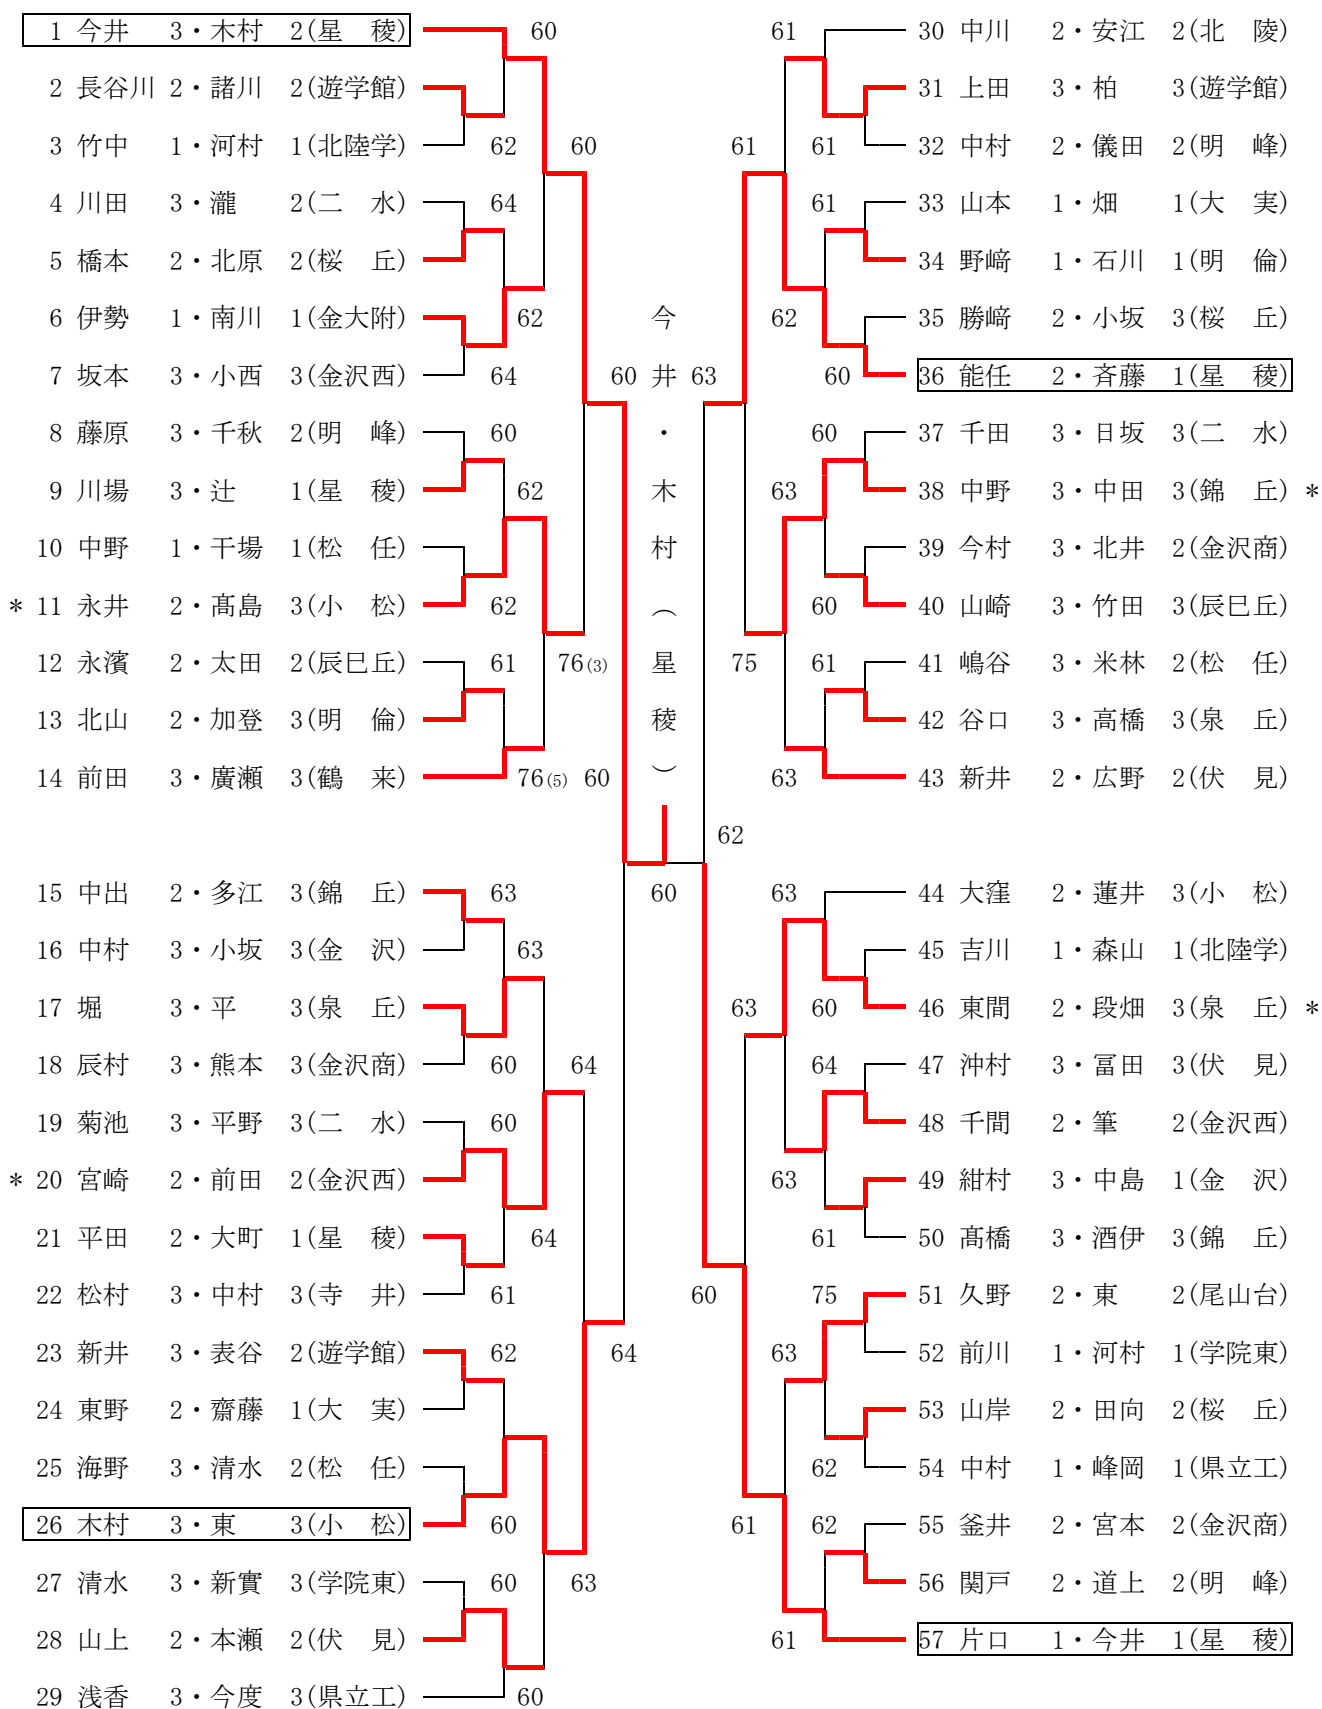 1 今井 3・木村 2(星 稜)
60
2 長谷川 2・諸川 2(遊学館)
3 竹中 1・河村 1(北陸学)
62 60
4 川田 3・瀧 2(二 水)
64
5 橋本 2・北原 2(桜 丘)
6 伊勢 1・南川 1(金大附)
62
7 坂本 3・小西 3(金沢西)
64 60
8 藤原 3・千秋 2(明 峰)
60
9 川場 3・辻 1(星 稜)
62
10 中野 1・干場 1(松 任)
* 11 永井 2・髙島 3(小 松)
62
12 永濱 2・太田 2(辰巳丘)
61 76(3)
13 北山 2・加登 3(明 倫)
14 前田 3・廣瀬 3(鶴 来)
76(5) 60
15 中出 2・多江 3(錦 丘)
63
16 中村 3・小坂 3(金 沢)
63
17 堀 3・平 3(泉 丘)
18 辰村 3・熊本 3(金沢商)
60 64
19 菊池 3・平野 3(二 水)
60
* 20 宮崎 2・前田 2(金沢西)
21 平田 2・大町 1(星 稜)
64
22 松村 3・中村 3(寺 井)
61
23 新井 3・表谷 2(遊学館)
62 64
24 東野 2・齋藤 1(大 実)
25 海野 3・清水 2(松 任)
26 木村 3・東 3(小 松)
60
27 清水 3・新實 3(学院東)
60 63
28 山上 2・本瀬 2(伏 見)
29 浅香 3・今度 3(県立工)
60
今井・木村(星稜)
60
61
30 中川 2・安江 2(北 陵)
31 上田 3・柏 3(遊学館)
61 61
32 中村 2・儀田 2(明 峰)
61
33 山本 1・畑 1(大 実)
34 野﨑 1・石川 1(明 倫)
62
35 勝﨑 2・小坂 3(桜 丘)
63 60
36 能任 2・斉藤 1(星 稜)
60
37 千田 3・日坂 3(二 水)
63
38 中野 3・中田 3(錦 丘) *
39 今村 3・北井 2(金沢商)
60
40 山崎 3・竹田 3(辰巳丘)
75 61
41 嶋谷 3・米林 2(松 任)
42 谷口 3・高橋 3(泉 丘)
63
43 新井 2・広野 2(伏 見)
62
63
44 大窪 2・蓮井 3(小 松)
45 吉川 1・森山 1(北陸学)
63 60
46 東間 2・段畑 3(泉 丘) *
64
47 沖村 3・冨田 3(伏 見)
48 千間 2・筆 2(金沢西)
63
49 紺村 3・中島 1(金 沢)
61
50 髙橋 3・酒伊 3(錦 丘)
60 75
51 久野 2・東 2(尾山台)
63
52 前川 1・河村 1(学院東)
53 山岸 2・田向 2(桜 丘)
62
54 中村 1・峰岡 1(県立工)
61 62
55 釜井 2・宮本 2(金沢商)
56 関戸 2・道上 2(明 峰)
61
57 片口 1・今井 1(星 稜)